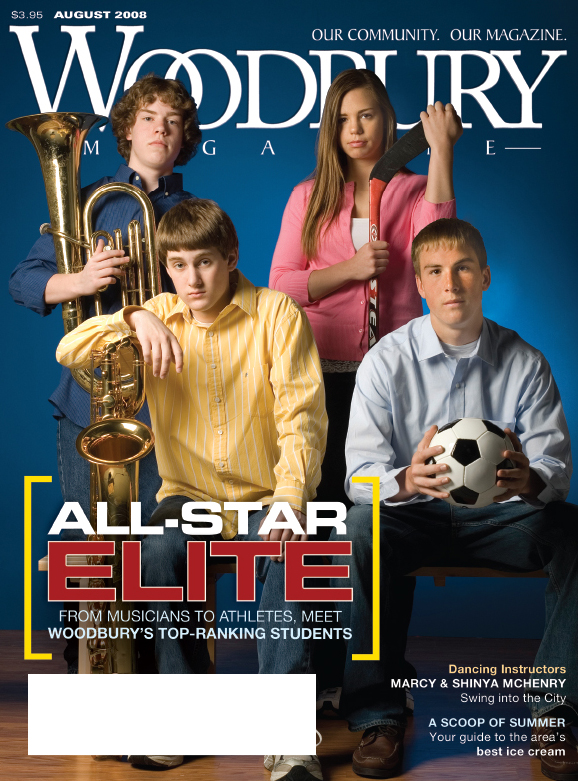 $3.95 AUGUST 2008
OUR COMMUNITY. OUR MAGAZINE.
WOODBURY
MAGAZINE
ALL-STAR
ELITE
FROM MUSICIANS TO ATHLETES, MEET
WOODBURY'S TOP-RANKING STUDENTS
Dancing Instructors
MARCY & SHINYA MCHENRY
Swing into the City
A SCOOP OF SUMMER
Your guide to the area's
best ice cream